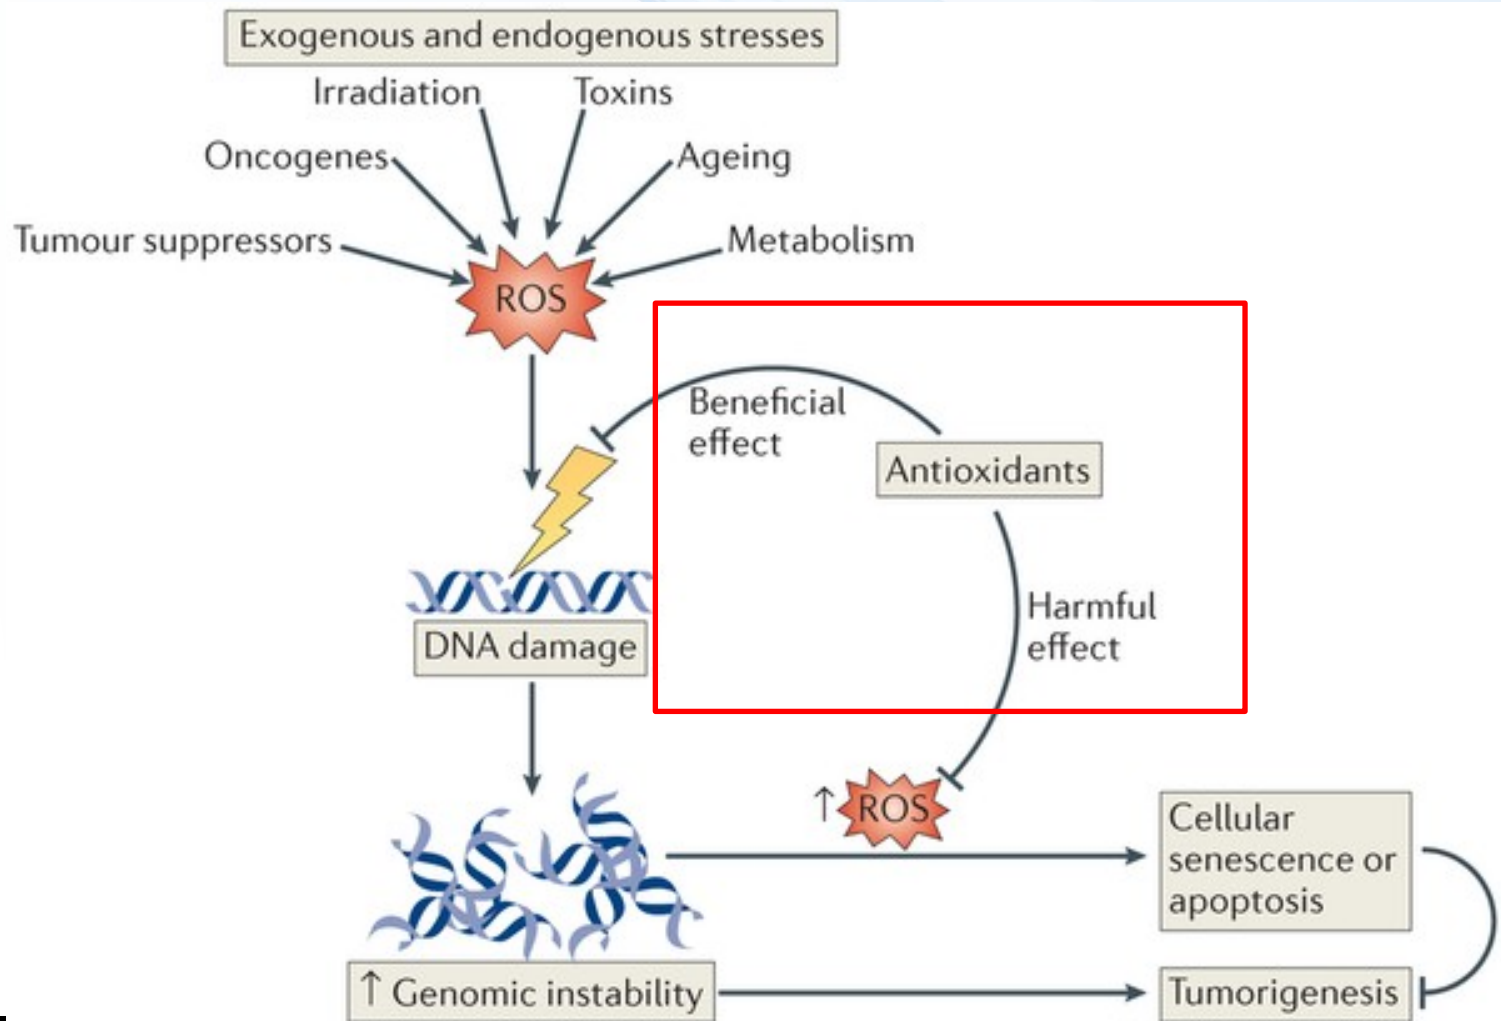 Exogenous and endogenous stresses
Irradiation
Toxins
Oncogenes
Ageing
Tumour suppressors
Metabolism
ROS
Beneficial
effect
Antioxidants
Harmful
effect
DNA damage
↑ ROS
Cellular
senescence or
apoptosis
↑ Genomic instability
Tumorigenesis